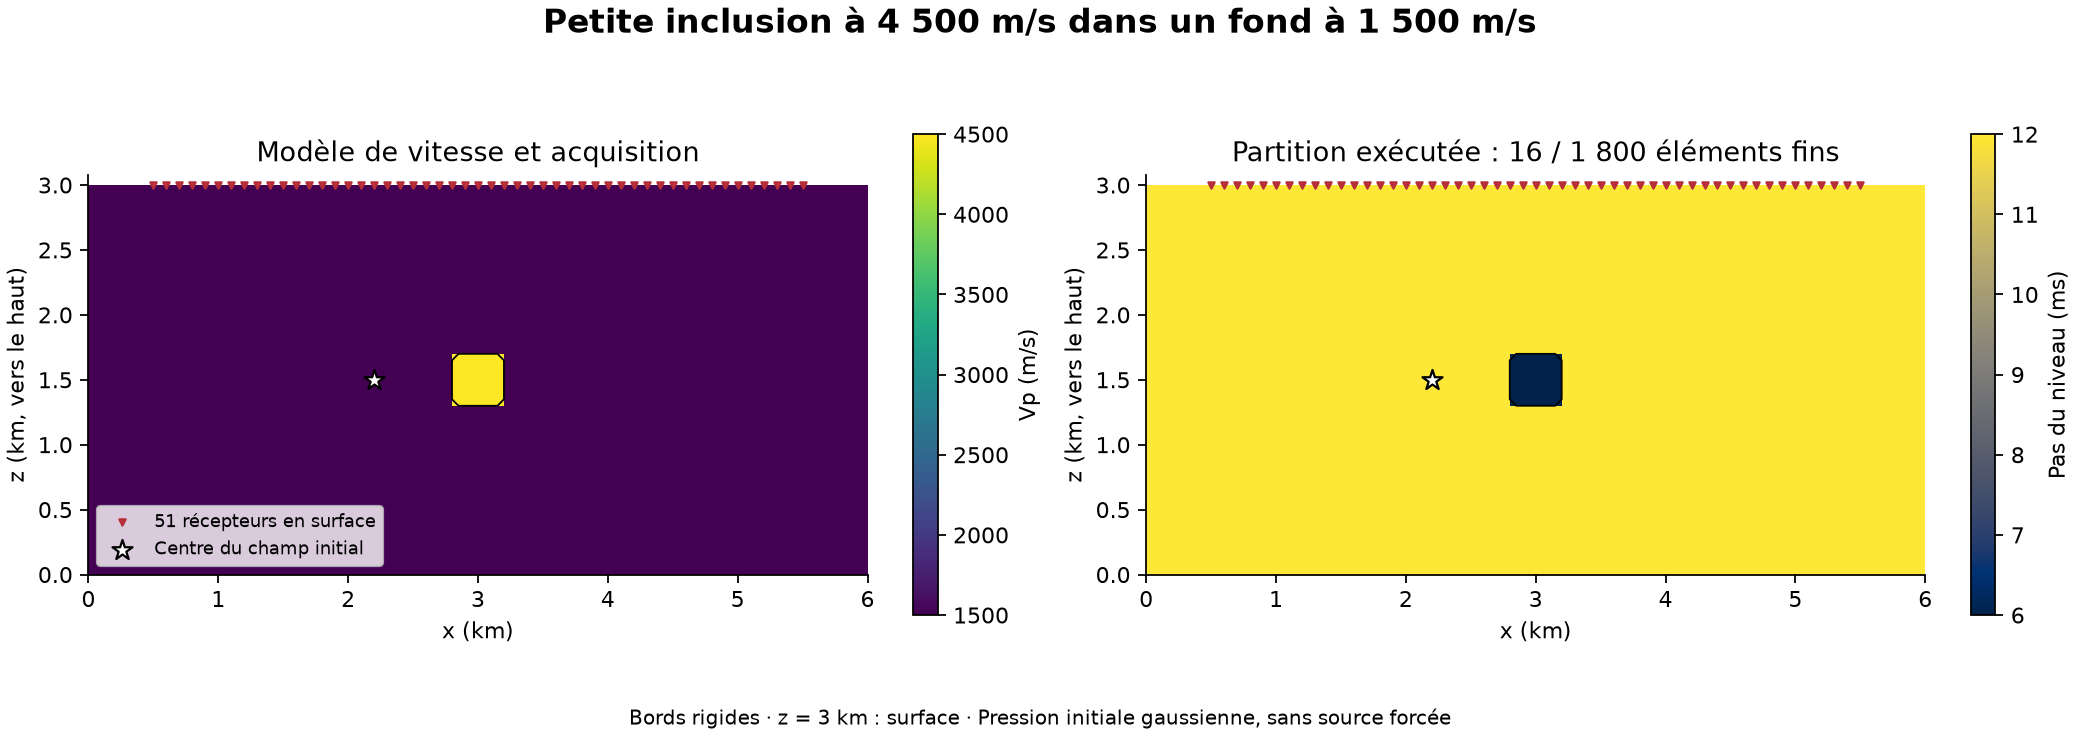 Petite inclusion à 4 500 m/s dans un fond à 1 500 m/s
Modèle de vitesse et acquisition
3.0
2.5
2.0
1.5
1.0
0.5
0.0
z (km, vers le haut)
51 récepteurs en surface
Centre du champ initial
0 1 2 3 4 5 6
x (km)
4500
4000
3500
3000
2500
2000
1500
Vp (m/s)
Partition exécutée : 16 / 1 800 éléments fins
3.0
2.5
2.0
1.5
1.0
0.5
0.0
z (km, vers le haut)
0 1 2 3 4 5 6
x (km)
12
11
10
9
8
7
6
Pas du niveau (ms)
Bords rigides · z = 3 km : surface · Pression initiale gaussienne, sans source forcée